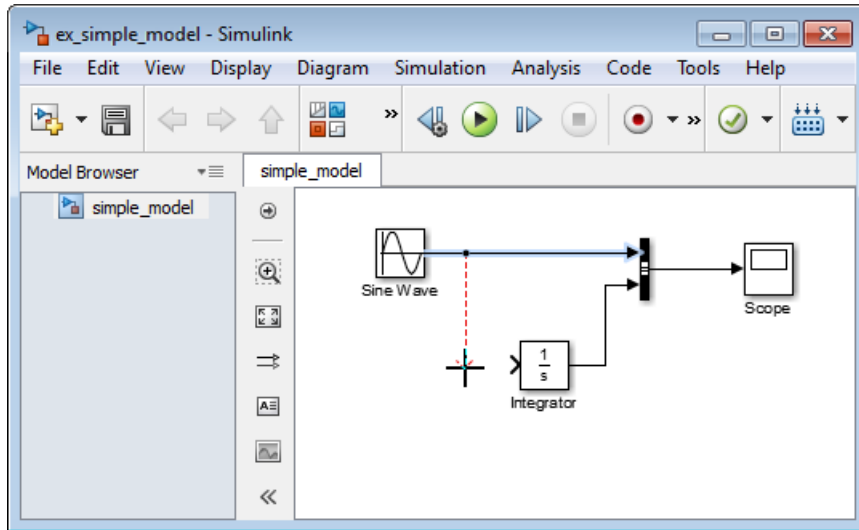 ex_simple_model - Simulink
File Edit View Display Diagram Simulation Analysis Code Tools Help
Model Browser
simple_model
simple_model
Sine Wave
Scope
1
s
Integrator
A